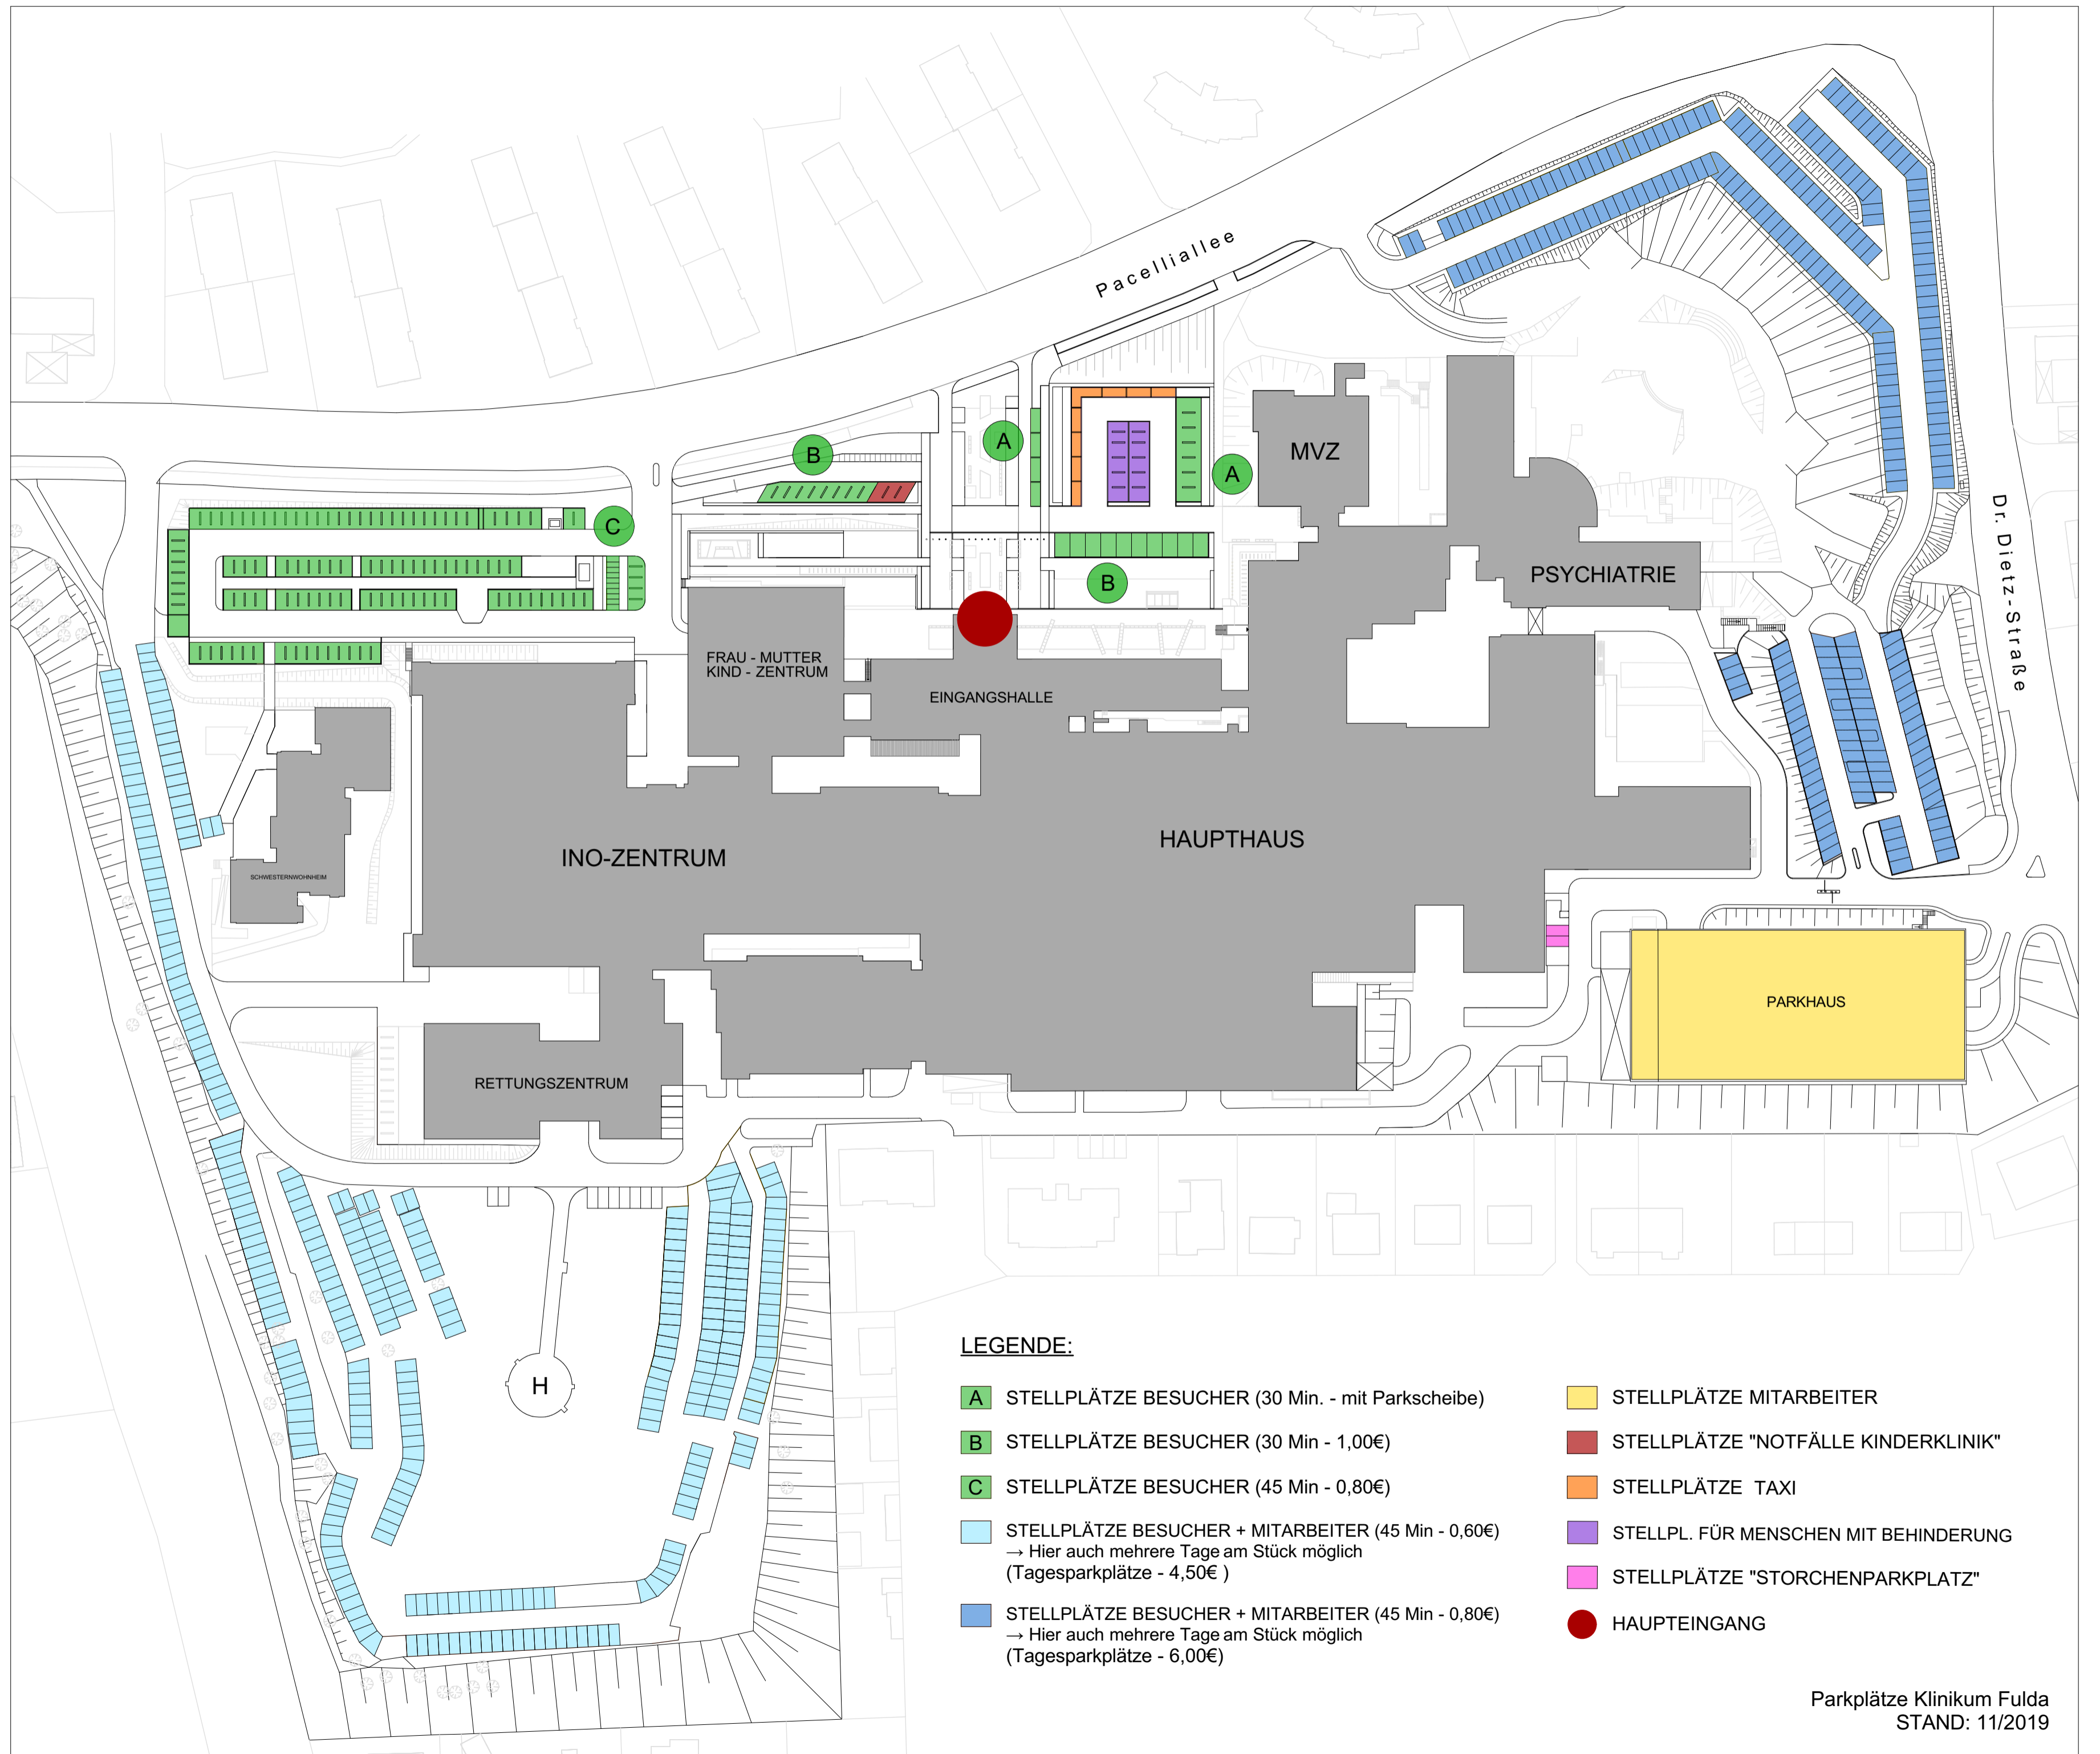 Pacelliallee
A
B
A
MVZ
C
Dr. Dietz-Straße
B
PSYCHIATRIE
FRAU - MUTTER
KIND - ZENTRUM
EINGANGSHALLE
HAUPTHAUS
INO-ZENTRUM
SCHWESTERNWOHNHEIM
PARKHAUS
RETTUNGSZENTRUM
H
LEGENDE:
A STELLPLÄTZE BESUCHER (30 Min. - mit Parkscheibe)
B STELLPLÄTZE BESUCHER (30 Min - 1,00€)
C STELLPLÄTZE BESUCHER (45 Min - 0,80€)
STELLPLÄTZE BESUCHER + MITARBEITER (45 Min - 0,60€)
→ Hier auch mehrere Tage am Stück möglich
(Tagesparkplätze - 4,50€ )
STELLPLÄTZE BESUCHER + MITARBEITER (45 Min - 0,80€)
→ Hier auch mehrere Tage am Stück möglich
(Tagesparkplätze - 6,00€)
STELLPLÄTZE MITARBEITER
STELLPLÄTZE "NOTFÄLLE KINDERKLINIK"
STELLPLÄTZE TAXI
STELLPL. FÜR MENSCHEN MIT BEHINDERUNG
STELLPLÄTZE "STORCHENPARKPLATZ"
HAUPTEINGANG
Parkplätze Klinikum Fulda
STAND: 11/2019